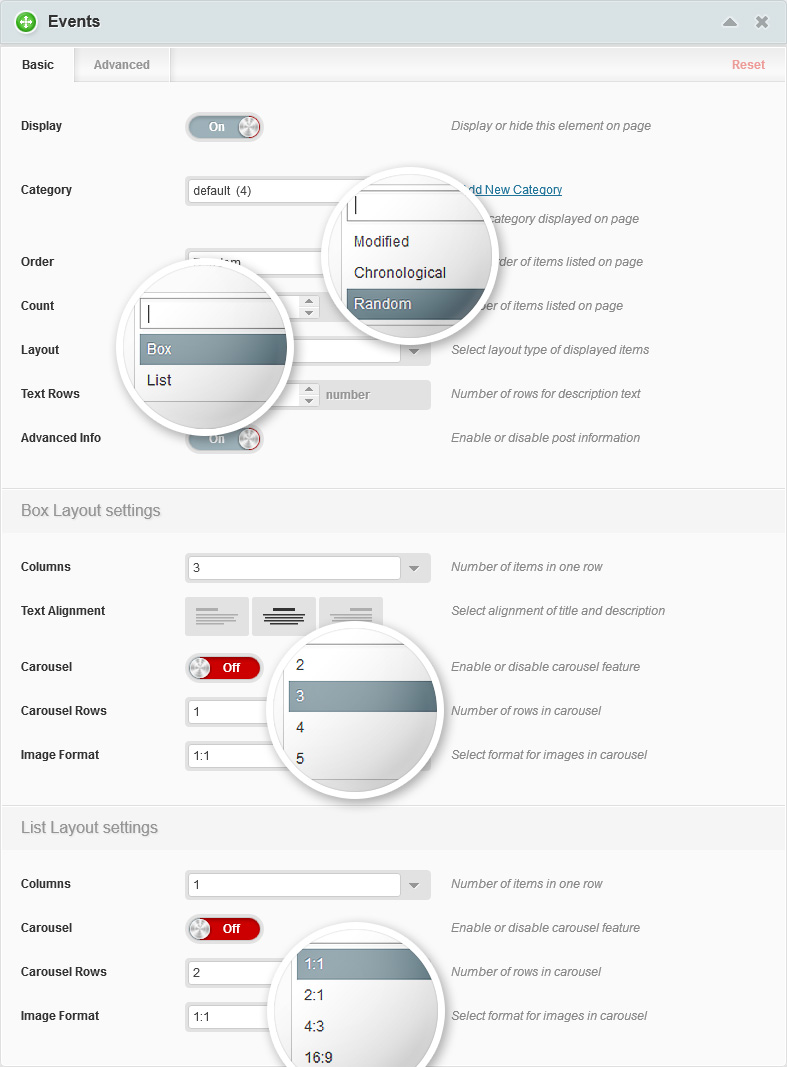 Events
Basic
Advanced
Reset
Display
On
Display or hide this element on page
Category
default (4)
Add New Category
category displayed on page
Modified
Chronological
Random
Order
of items listed on page
Count
of items listed on page
Box
List
Layout
Select layout type of displayed items
Text Rows
number
Number of rows for description text
Advanced Info
On
Enable or disable post information
Box Layout settings
Columns
3
Number of items in one row
Text Alignment
Select alignment of title and description
Carousel
Off
Enable or disable carousel feature
2
3
4
5
Carousel Rows
1
Number of rows in carousel
Image Format
1:1
Select format for images in carousel
List Layout settings
Columns
1
Number of items in one row
Carousel
Off
Enable or disable carousel feature
1:1
2:1
4:3
16:9
Carousel Rows
2
Number of rows in carousel
Image Format
1:1
Select format for images in carousel